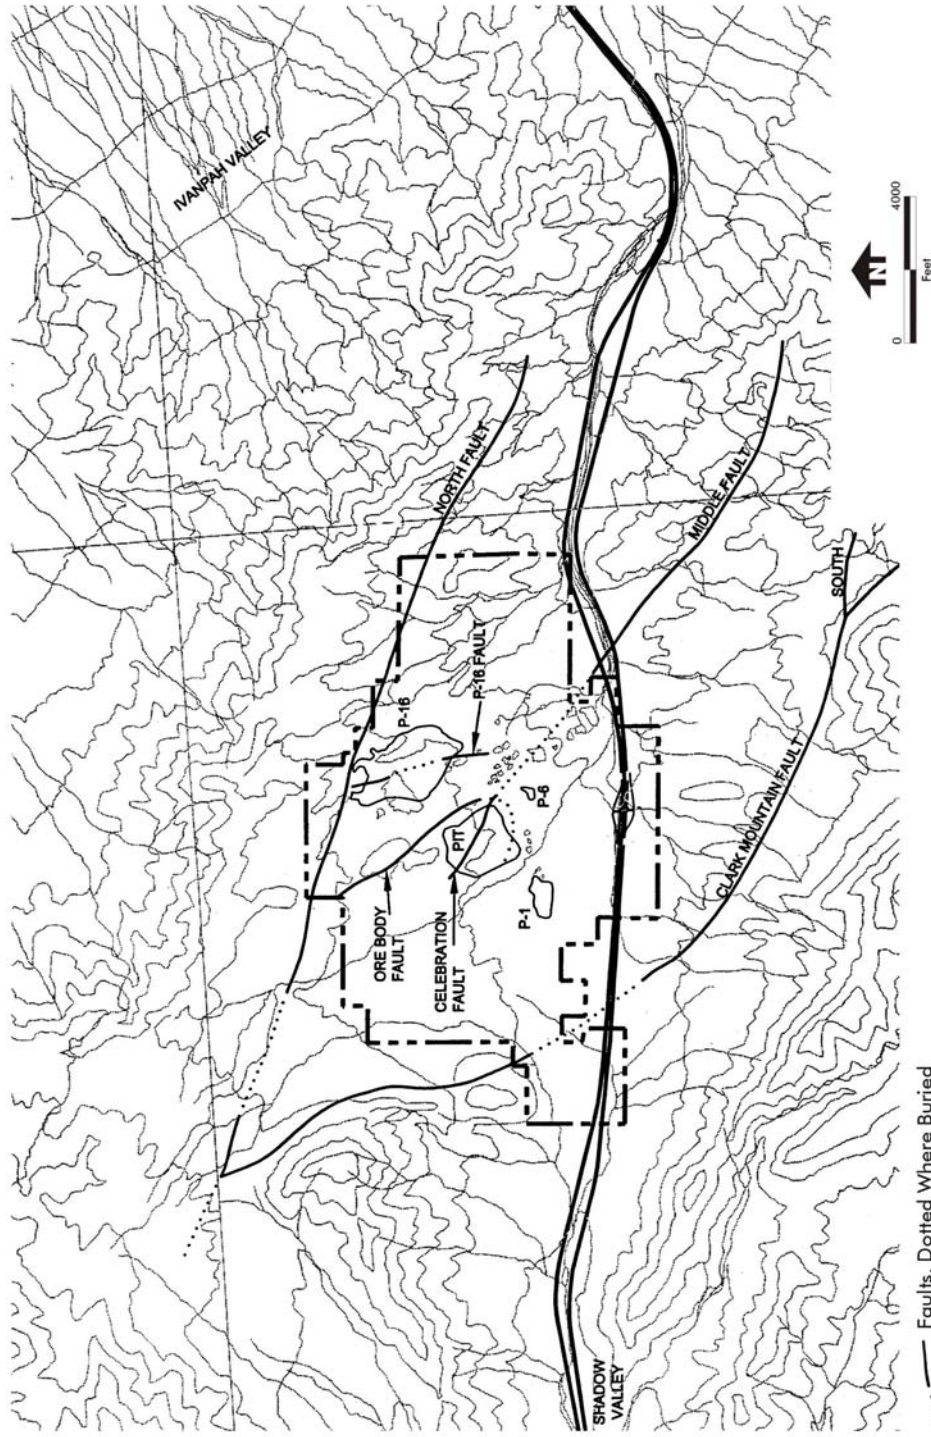 IVANPAH VALLEY
NORTH FAULT
P-16
P-16 FAULT
ORE BODY
FAULT
PIT
CELEBRATION
FAULT
P-6
P-1
MIDDLE FAULT
SOUTH
CLARK MOUNTAIN FAULT
SHADOW
VALLEY
N
0 4000
Feet
Faults, Dotted Where Buried